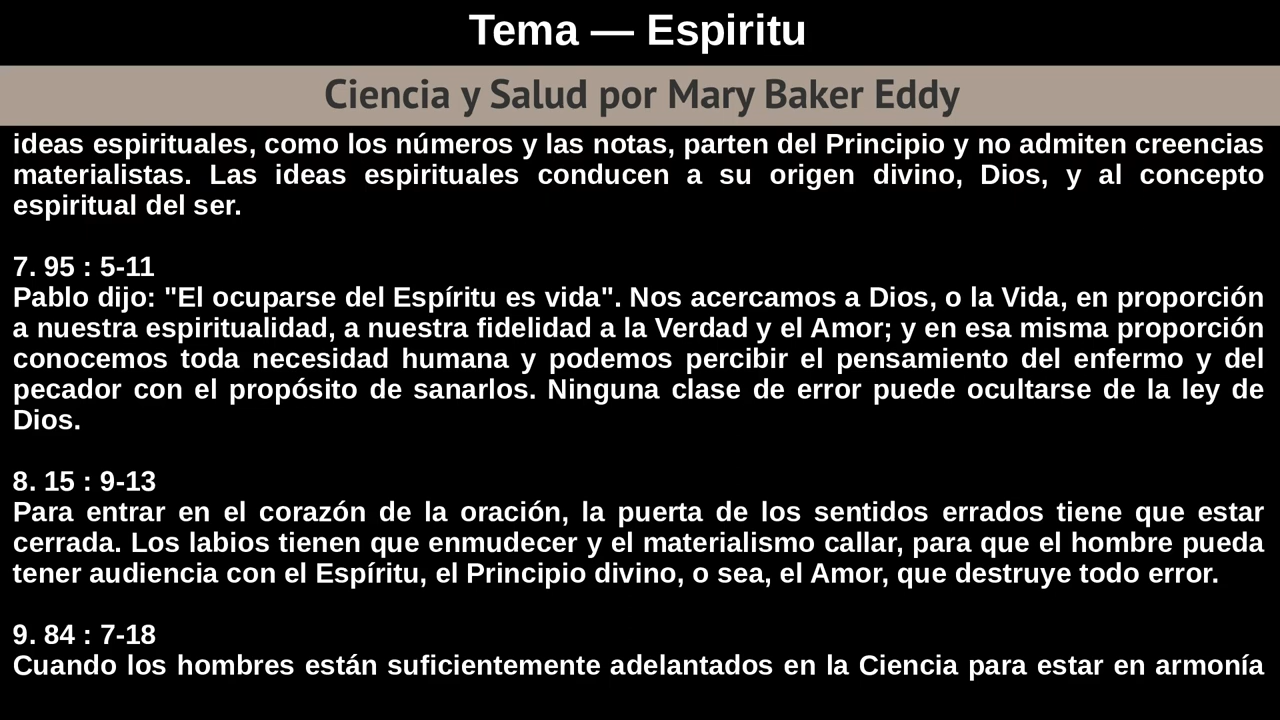 Tema — Espiritu
Ciencia y Salud por Mary Baker Eddy
ideas espirituales, como los números y las notas, parten del Principio y no admiten creencias
materialistas. Las ideas espirituales conducen a su origen divino, Dios, y al concepto
espiritual del ser.
7. 95 : 5-11
Pablo dijo: "El ocuparse del Espíritu es vida". Nos acercamos a Dios, o la Vida, en proporción
a nuestra espiritualidad, a nuestra fidelidad a la Verdad y el Amor; y en esa misma proporción
conocemos toda necesidad humana y podemos percibir el pensamiento del enfermo y del
pecador con el propósito de sanarlos. Ninguna clase de error puede ocultarse de la ley de
Dios.
8. 15 : 9-13
Para entrar en el corazón de la oración, la puerta de los sentidos errados tiene que estar
cerrada. Los labios tienen que enmudecer y el materialismo callar, para que el hombre pueda
tener audiencia con el Espíritu, el Principio divino, o sea, el Amor, que destruye todo error.
9. 84 : 7-18
Cuando los hombres están suficientemente adelantados en la Ciencia para estar en armonía